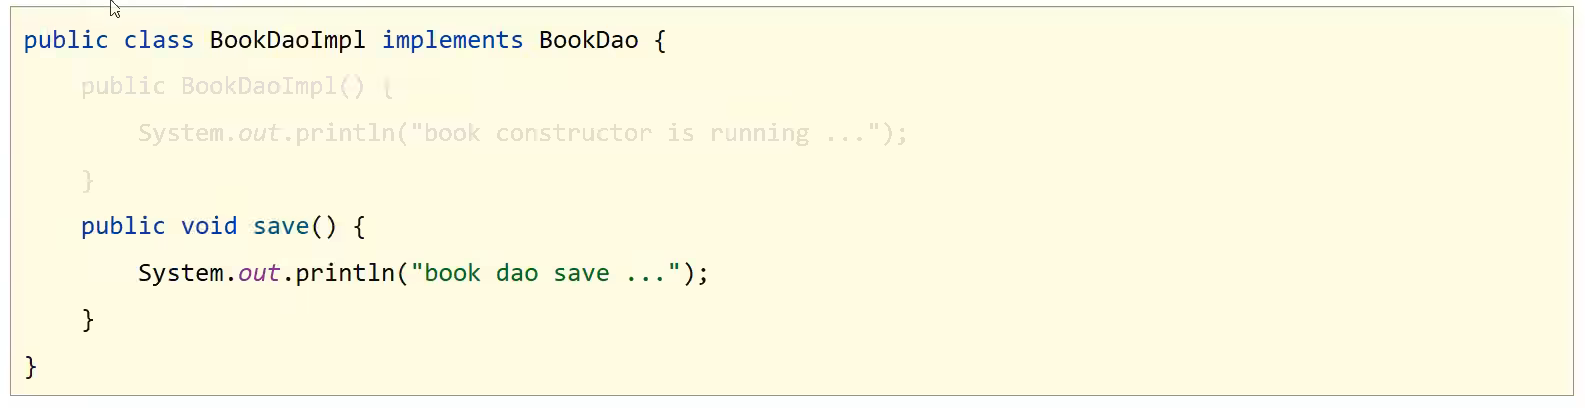 public class BookDaoImpl implements BookDao {
    public BookDaoImpl() {
        System.out.println("book constructor is running ...");
    }
    public void save() {
        System.out.println("book dao save ...");
    }
}